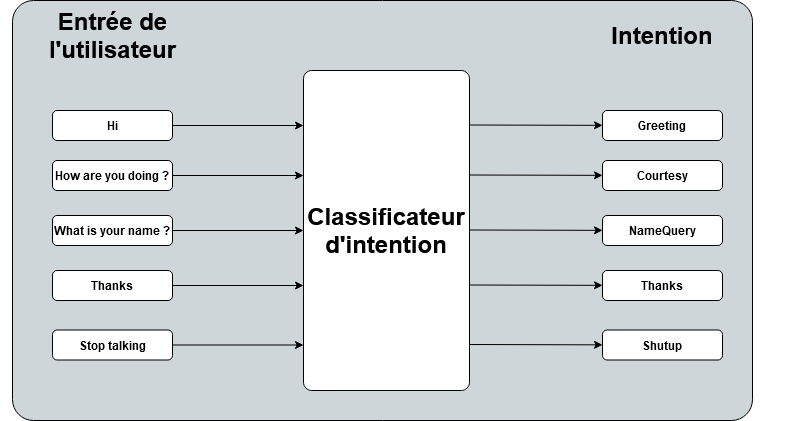 Entrée de
l'utilisateur
Intention
Hi
Greeting
How are you doing ?
Courtesy
What is your name ?
Classificateur
d'intention
NameQuery
Thanks
Thanks
Stop talking
Shutup